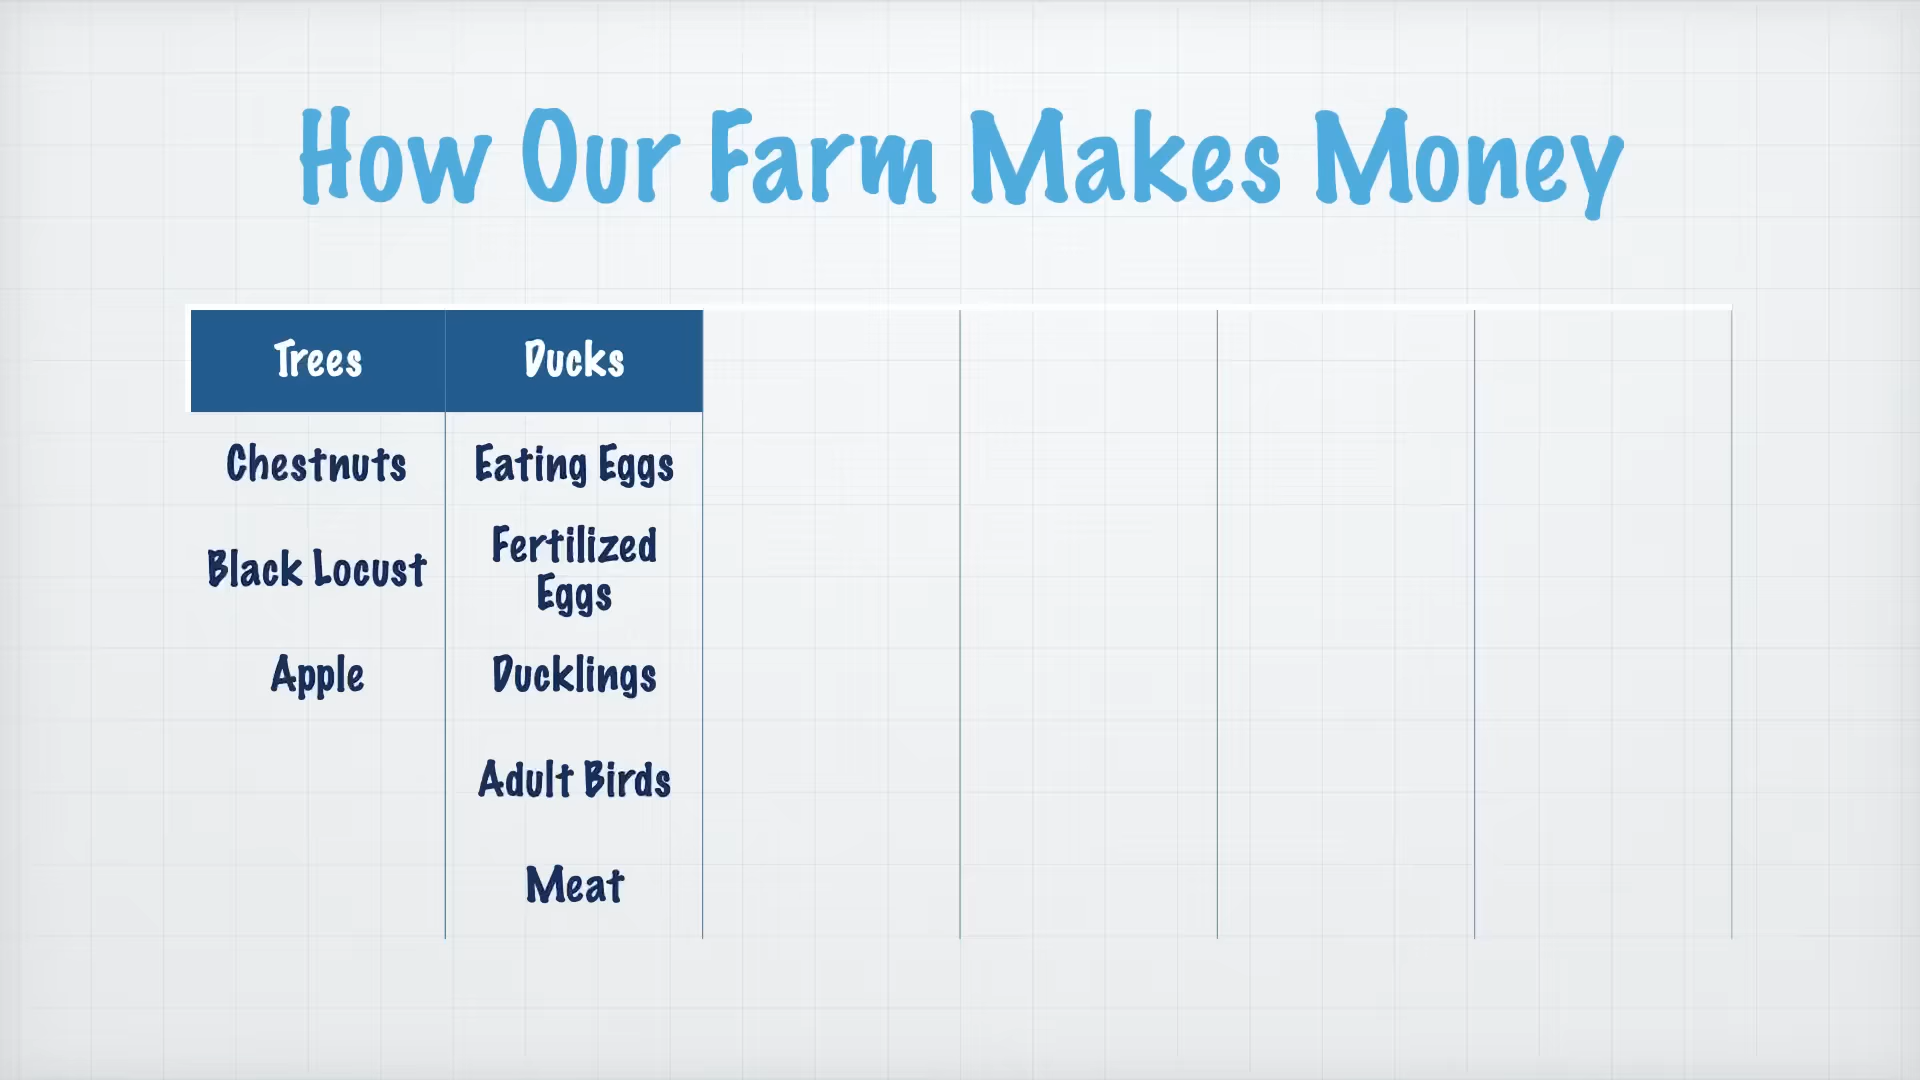 How Our Farm Makes Money
Trees
Ducks
Chestnuts
Eating Eggs
Black Locust
Fertilized
Eggs
Apple
Ducklings
Adult Birds
Meat